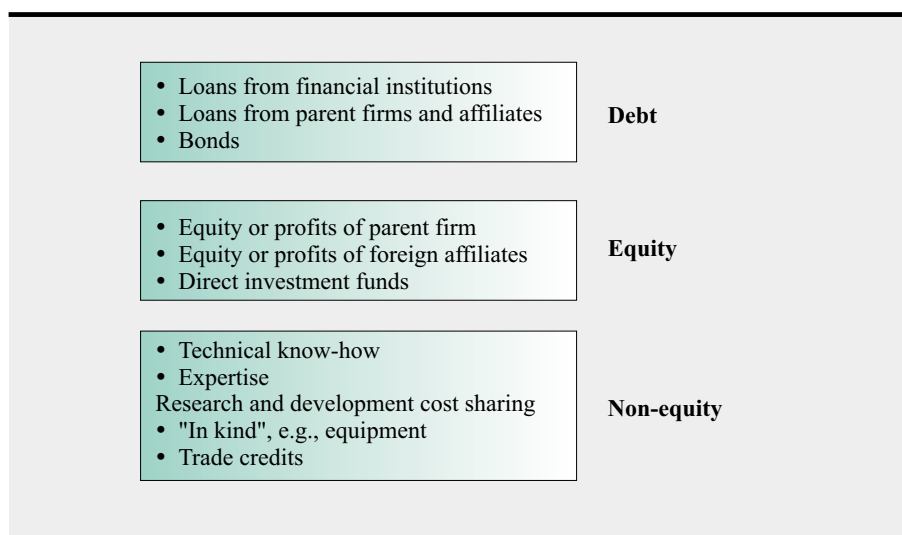 • Loans from financial institutions
• Loans from parent firms and affiliates
• Bonds
Debt
• Equity or profits of parent firm
• Equity or profits of foreign affiliates
• Direct investment funds
Equity
• Technical know-how
• Expertise
Research and development cost sharing
• "In kind", e.g., equipment
• Trade credits
Non-equity